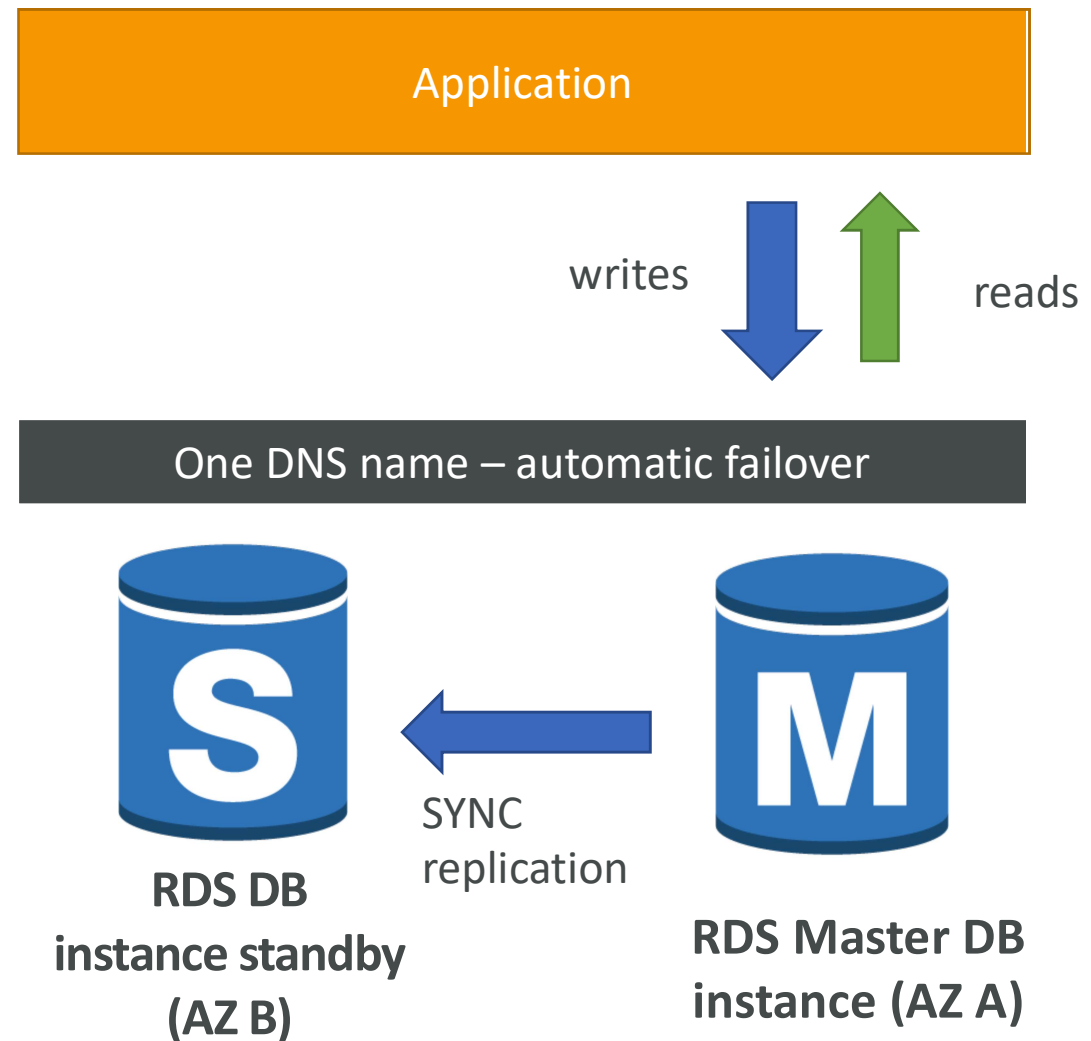 Application
writes
reads
One DNS name – automatic failover
S
M
SYNC
replication
RDS DB
instance standby
(AZ B)
RDS Master DB
instance (AZ A)